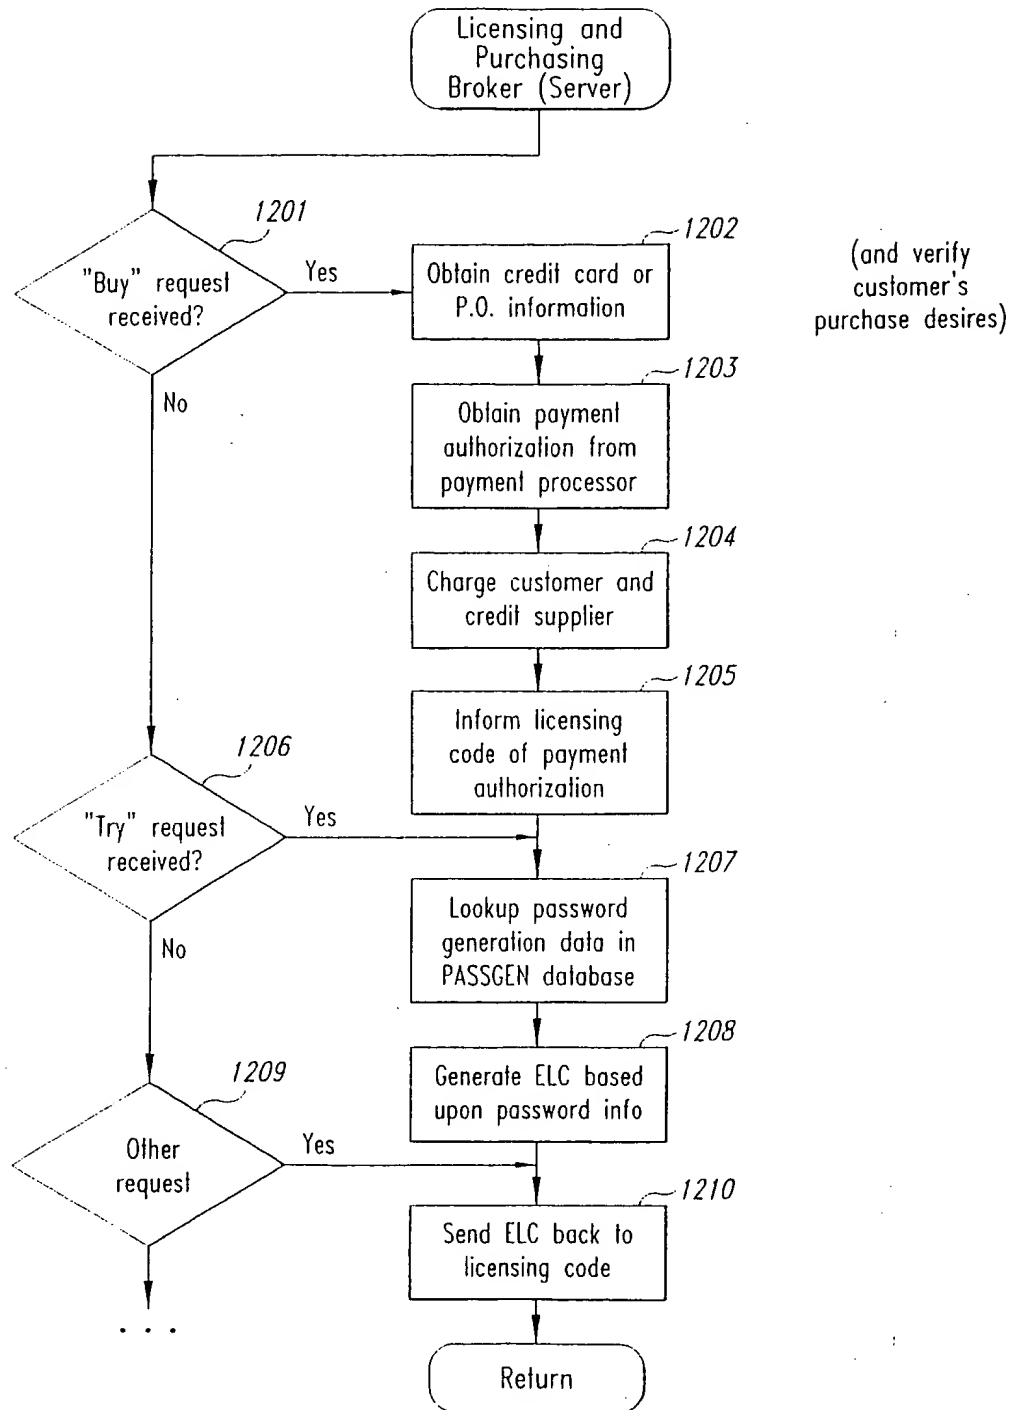 Licensing and
Purchasing
Broker (Server)
1201
"Buy" request
received?
Yes
No
1202
Obtain credit card or
P.O. information
(and verify
customer's
purchase desires)
1203
Obtain payment
authorization from
payment processor
1204
Charge customer and
credit supplier
1205
Inform licensing
code of payment
authorization
1206
"Try" request
received?
Yes
No
1207
Lookup password
generation data in
PASSGEN database
1208
Generate ELC based
upon password info
1209
Other
request
Yes
. . .
1210
Send ELC back to
licensing code
Return